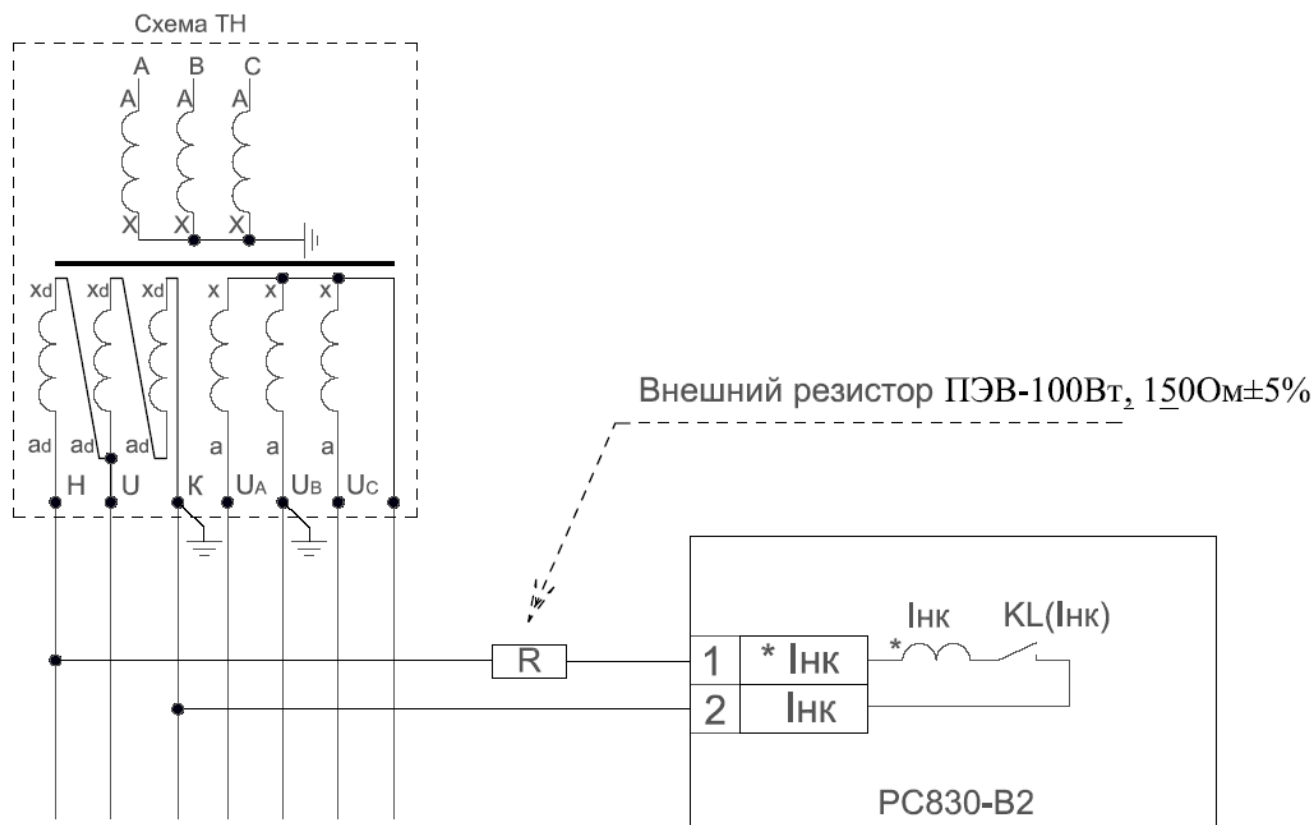 Схема ТН
A B C
A A A
X X X
xd xd xd x x x
Внешний резистор ПЭВ-100Вт, 150Ом±5%
ad ad ad a a a
Н U К UA UB UC
Iнк KL(Iнк)
*
R 1 * Iнк
2 Iнк
РС830-В2